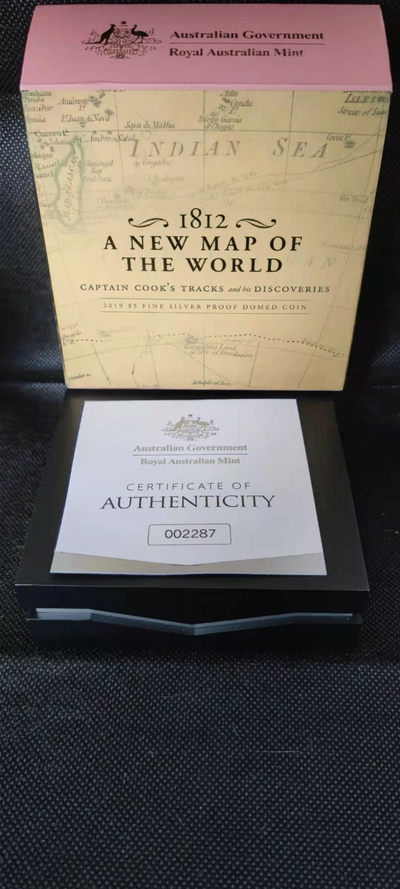 Australian Government
Royal Australian Mint
INDIAN SEA
1812
A NEW MAP OF
THE WORLD
CAPTAIN COOK'S TRACKS and his DISCOVERIES
2019 $5 FINE SILVER PROOF DOMED COIN
Australian Government
Royal Australian Mint
CERTIFICATE OF
AUTHENTICITY
002287